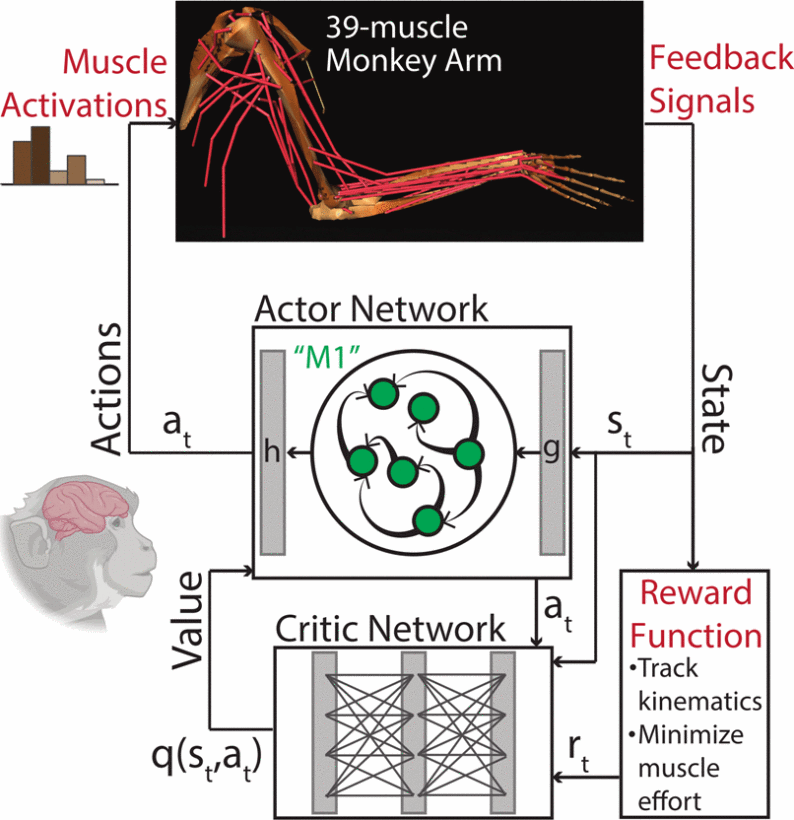 39-muscle
Monkey Arm
Muscle
Activations
Feedback
Signals
Actor Network
“M1”
Actions
a_t
h
g
s_t
State
Value
a_t
Critic Network
q(s_t,a_t)
r_t
Reward
Function
•Track
kinematics
•Minimize
muscle
effort